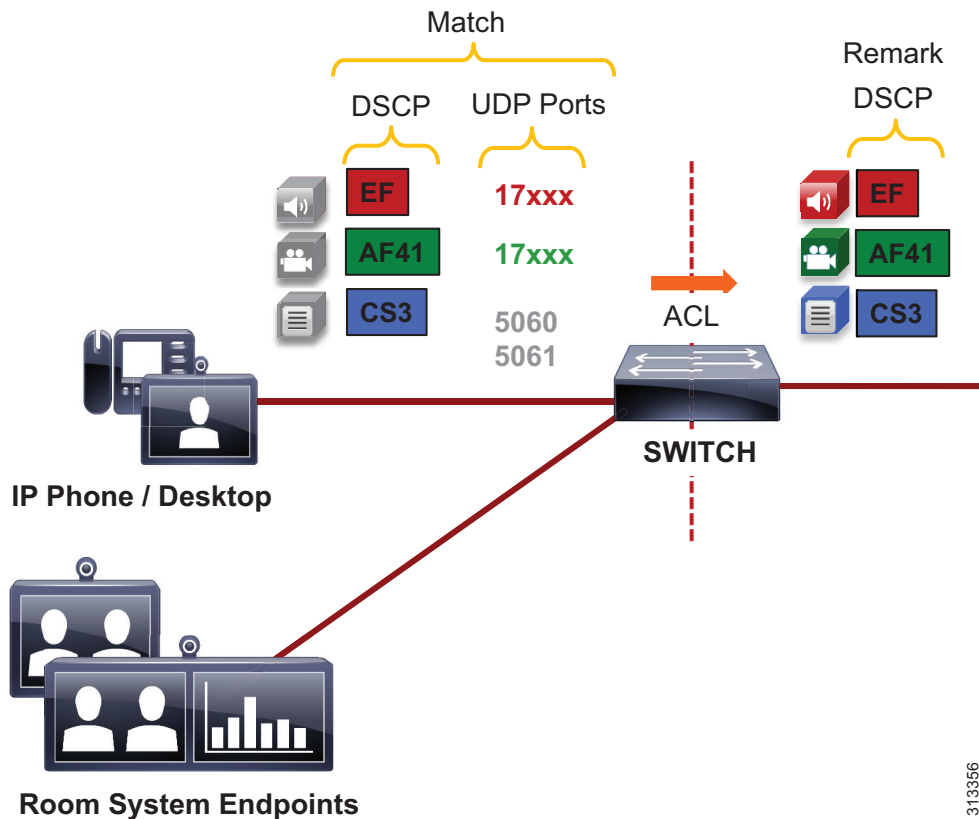 Match
Remark
DSCP
UDP Ports
DSCP
EF
17xxx
EF
AF41
17xxx
AF41
CS3
5060
5061
ACL
CS3
SWITCH
IP Phone / Desktop
Room System Endpoints
313356